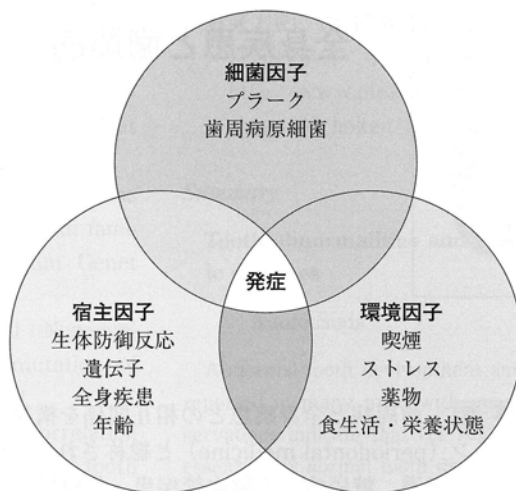 細菌因子
プラーク
歯周病原細菌
発症
宿主因子
生体防御反応
遺伝子
全身疾患
年齢
環境因子
喫煙
ストレス
薬物
食生活・栄養状態